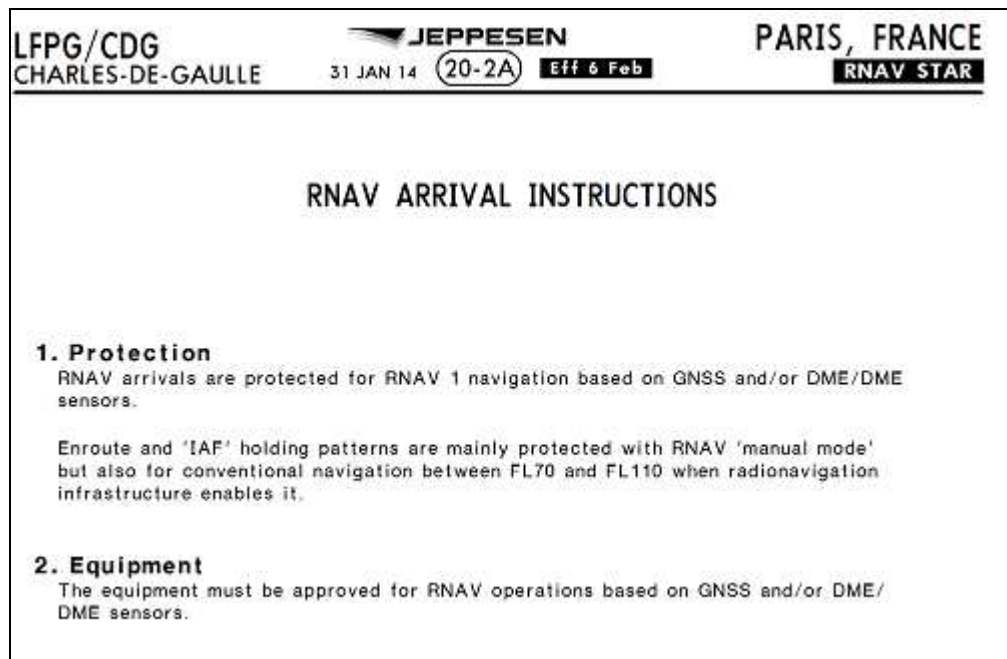 LFPG/CDG JEPPESEN PARIS, FRANCE
CHARLES-DE-GAULLE 31 JAN 14 20-2A Eff 6 Feb RNAV STAR
RNAV ARRIVAL INSTRUCTIONS
1. Protection
RNAV arrivals are protected for RNAV 1 navigation based on GNSS and/or DME/DME
sensors.
Enroute and 'IAF' holding patterns are mainly protected with RNAV 'manual mode'
but also for conventional navigation between FL70 and FL110 when radionavigation
infrastructure enables it.
2. Equipment
The equipment must be approved for RNAV operations based on GNSS and/or DME/
DME sensors.